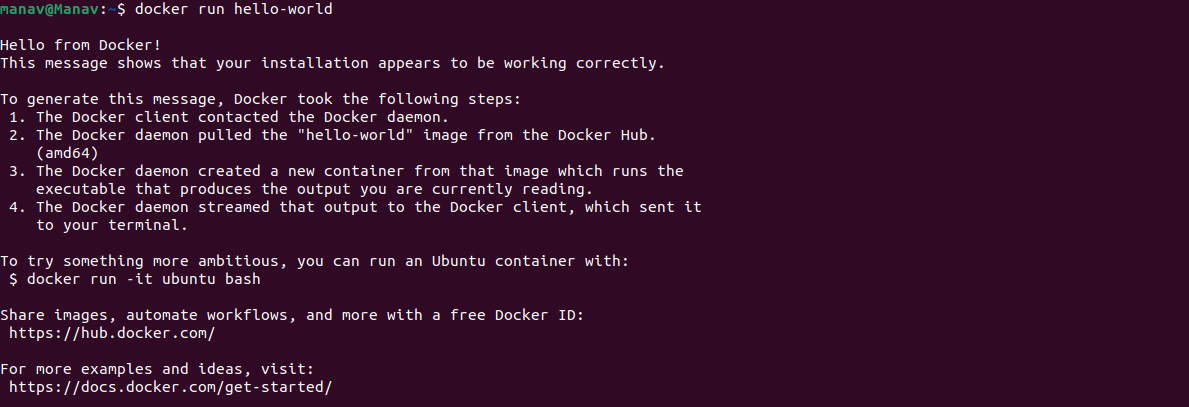 manav@Manav:~$ docker run hello-world
Hello from Docker!
This message shows that your installation appears to be working correctly.
To generate this message, Docker took the following steps:
1. The Docker client contacted the Docker daemon.
2. The Docker daemon pulled the "hello-world" image from the Docker Hub.
(amd64)
3. The Docker daemon created a new container from that image which runs the
executable that produces the output you are currently reading.
4. The Docker daemon streamed that output to the Docker client, which sent it
to your terminal.
To try something more ambitious, you can run an Ubuntu container with:
$ docker run -it ubuntu bash
Share images, automate workflows, and more with a free Docker ID:
https://hub.docker.com/
For more examples and ideas, visit:
https://docs.docker.com/get-started/